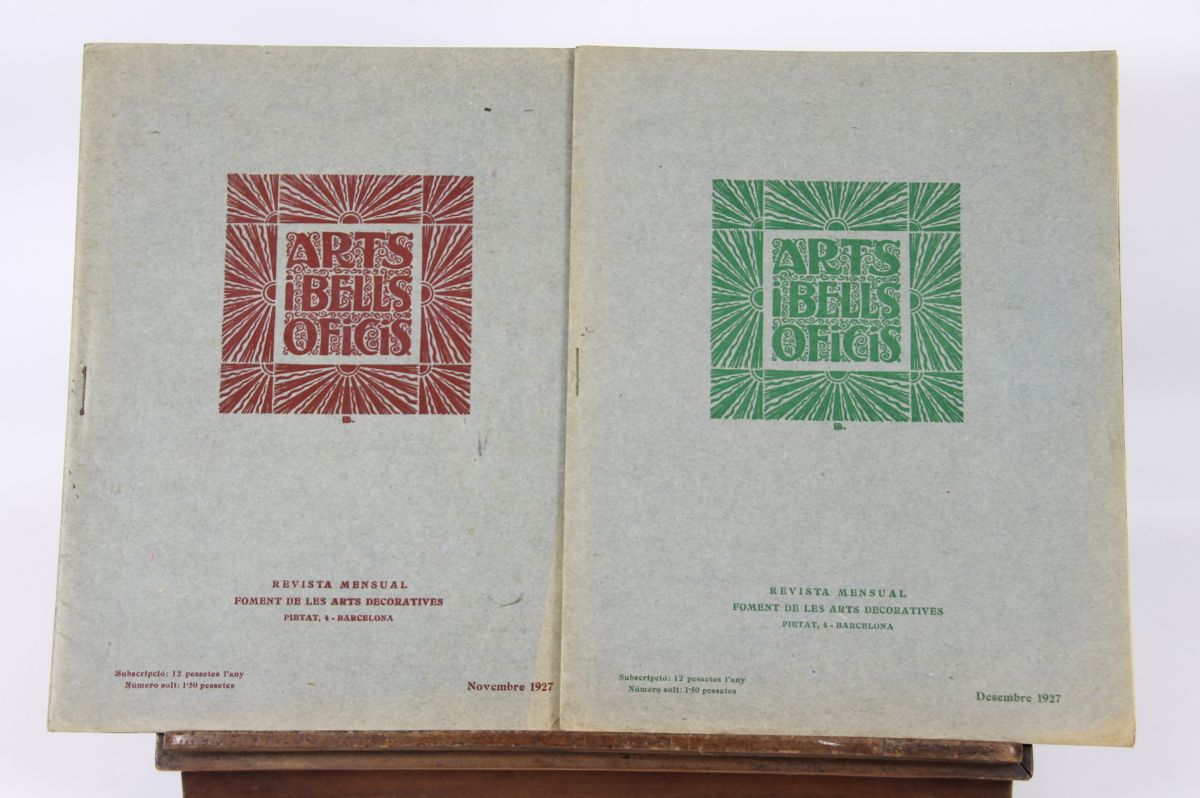 ARTS
i BELLS
OFiCiS
REVISTA MENSUAL
FOMENT DE LES ARTS DECORATIVES
PIETAT, 4 - BARCELONA
Subscripció: 12 pessetes l'any
Número solt: 1·50 pessetes
Novembre 1927
ARTS
i BELLS
OFiCiS
REVISTA MENSUAL
FOMENT DE LES ARTS DECORATIVES
PIETAT, 4 - BARCELONA
Subscripció: 12 pessetes l'any
Número solt: 1·50 pessetes
Desembre 1927